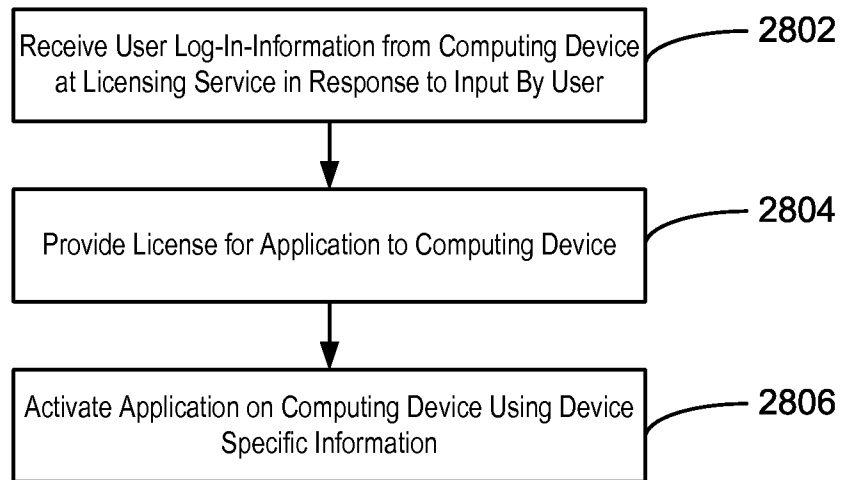 Receive User Log-In-Information from Computing Device
at Licensing Service in Response to Input By User
2802
Provide License for Application to Computing Device
2804
Activate Application on Computing Device Using Device
Specific Information
2806